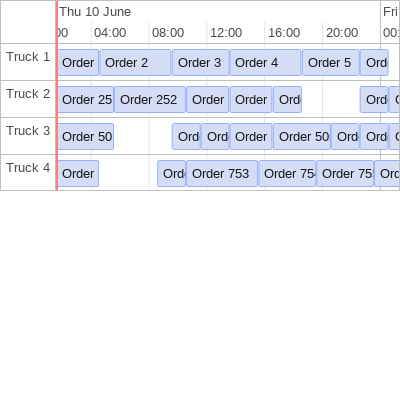 Thu 10 June Fri
00 04:00 08:00 12:00 16:00 20:00 00:
Truck 1 Order Order 2 Order 3 Order 4 Order 5 Ord
Truck 2 Order 25 Order 252 Order Order Ord Ord
Truck 3 Order 50 Ord Ord Order Order 50 Ord Ord
Truck 4 Order Ord Order 753 Order 754 Order 755 Ord